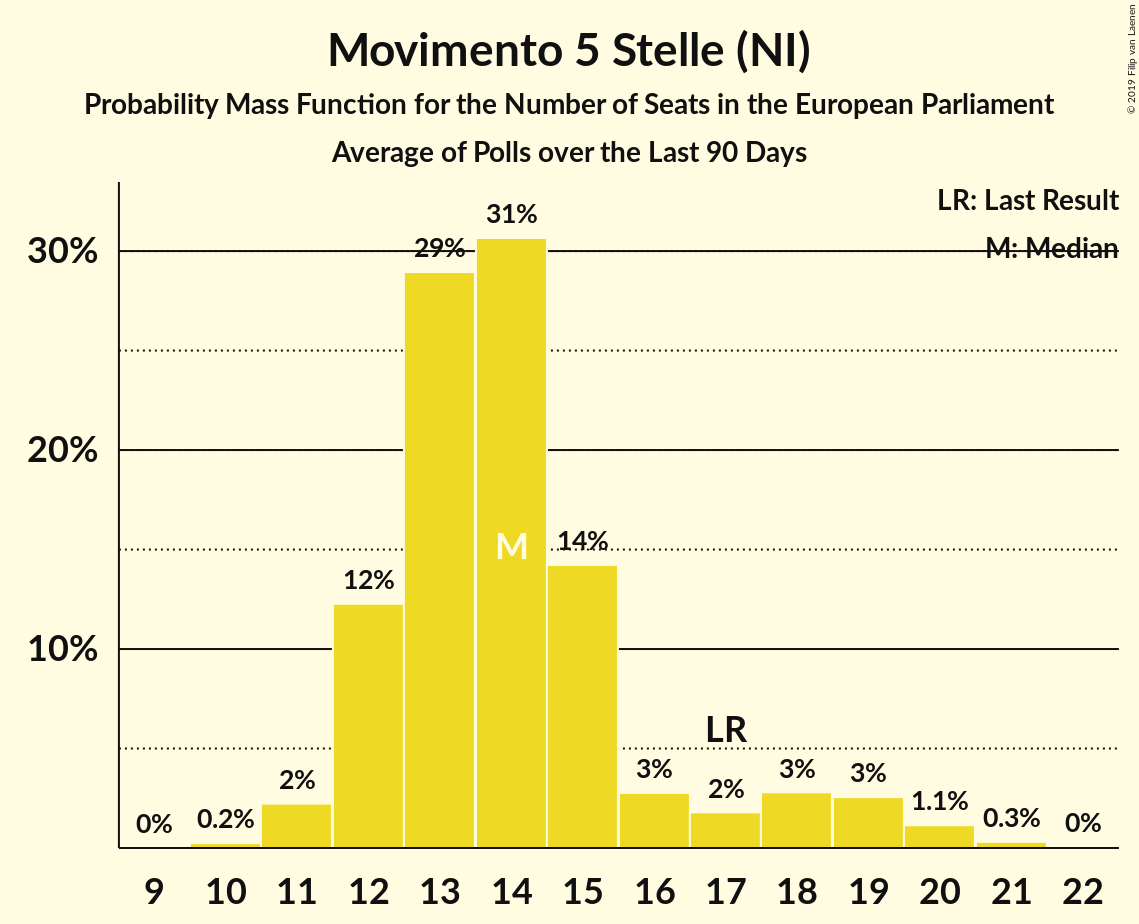 Movimento 5 Stelle (NI)
Probability Mass Function for the Number of Seats in the European Parliament
Average of Polls over the Last 90 Days
© 2019 Filip van Laenen
LR: Last Result
M: Median
30%
20%
10%
0%
0.2%
2%
12%
29%
31%
M
14%
3%
LR
2%
3%
3%
1.1%
0.3%
0%
9 10 11 12 13 14 15 16 17 18 19 20 21 22